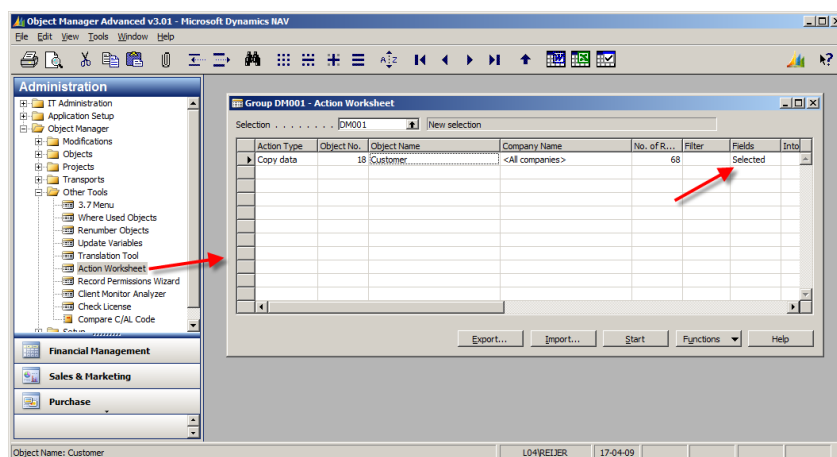 Object Manager Advanced v3.01 - Microsoft Dynamics NAV
File Edit View Tools Window Help
Administration
IT Administration
Application Setup
Object Manager
Modifications
Objects
Projects
Transports
Other Tools
3.7 Menu
Where Used Objects
Renumber Objects
Update Variables
Translation Tool
Action Worksheet
Record Permissions Wizard
Client Monitor Analyzer
Check License
Compare C/AL Code
Setup
Financial Management
Sales & Marketing
Purchase
Group DM001 - Action Worksheet
Selection . . . . . . . . DM001 New selection
Action Type Object No. Object Name Company Name No. of R... Filter Fields Into
Copy data 18 Customer <All companies> 68 Selected
Export... Import... Start Functions Help
Object Name: Customer L04\REIJER 17-04-09